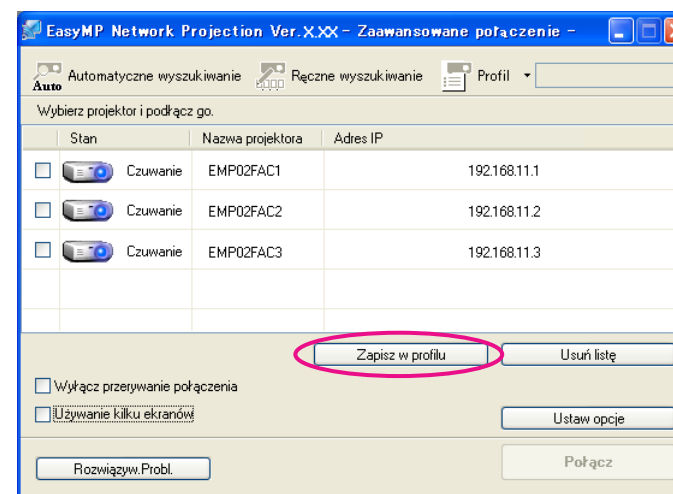 EasyMP Network Projection Ver.X.XX – Zaawansowane połączenie –
Auto Automatyczne wyszukiwanie Ręczne wyszukiwanie Profil
Wybierz projektor i podłącz go.
Stan Nazwa projektora Adres IP
Czuwanie EMP02FAC1 192.168.11.1
Czuwanie EMP02FAC2 192.168.11.2
Czuwanie EMP02FAC3 192.168.11.3
Zapisz w profilu Usuń listę
Wyłącz przerywanie połączenia
Używanie kilku ekranów
Ustaw opcje
Rozwiązyw.Probl. Połącz